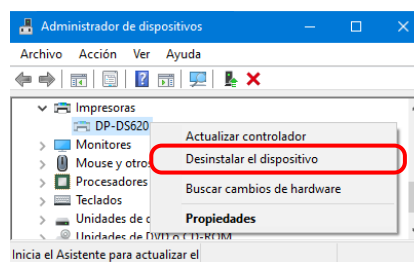 Administrador de dispositivos
Archivo Acción Ver Ayuda
Impresoras
DP-DS620
Actualizar controlador
Monitores
Desinstalar el dispositivo
Mouse y otros
Procesadores
Buscar cambios de hardware
Teclados
Unidades de
Propiedades
Unidades de DVD o CD-ROM
Inicia el Asistente para actualizar el